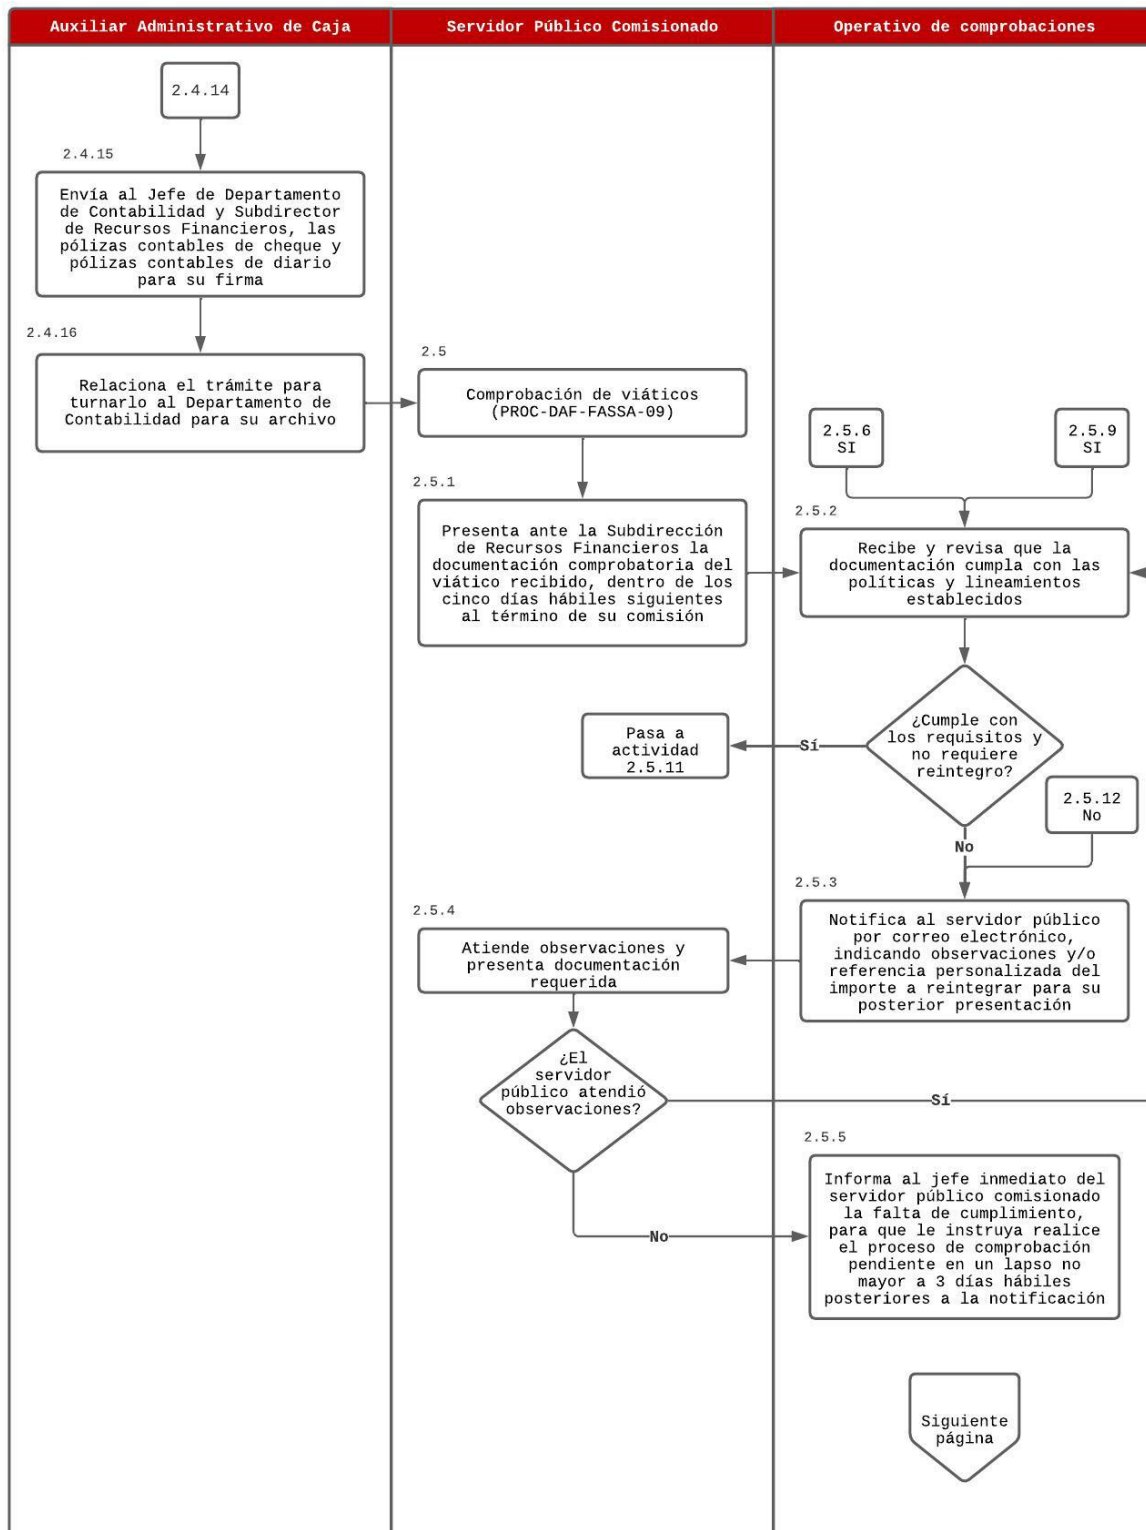 Auxiliar Administrativo de Caja
Servidor Público Comisionado
Operativo de comprobaciones
2.4.14
2.4.15
Envía al Jefe de Departamento
de Contabilidad y Subdirector
de Recursos Financieros, las
pólizas contables de cheque y
pólizas contables de diario
para su firma
2.4.16
Relaciona el trámite para
turnarlo al Departamento de
Contabilidad para su archivo
2.5
Comprobación de viáticos
(PROC-DAF-FASSA-09)
2.5.1
Presenta ante la Subdirección
de Recursos Financieros la
documentación comprobatoria del
viático recibido, dentro de los
cinco días hábiles siguientes
al término de su comisión
2.5.6
SI
2.5.9
SI
2.5.2
Recibe y revisa que la
documentación cumpla con las
políticas y lineamientos
establecidos
¿Cumple con
los requisitos y
no requiere
reintegro?
Sí
Pasa a
actividad
2.5.11
2.5.12
No
No
2.5.3
Notifica al servidor público
por correo electrónico,
indicando observaciones y/o
referencia personalizada del
importe a reintegrar para su
posterior presentación
2.5.4
Atiende observaciones y
presenta documentación
requerida
¿El
servidor
público atendió
observaciones?
Sí
No
2.5.5
Informa al jefe inmediato del
servidor público comisionado
la falta de cumplimiento,
para que le instruya realice
el proceso de comprobación
pendiente en un lapso no
mayor a 3 días hábiles
posteriores a la notificación
Siguiente
página